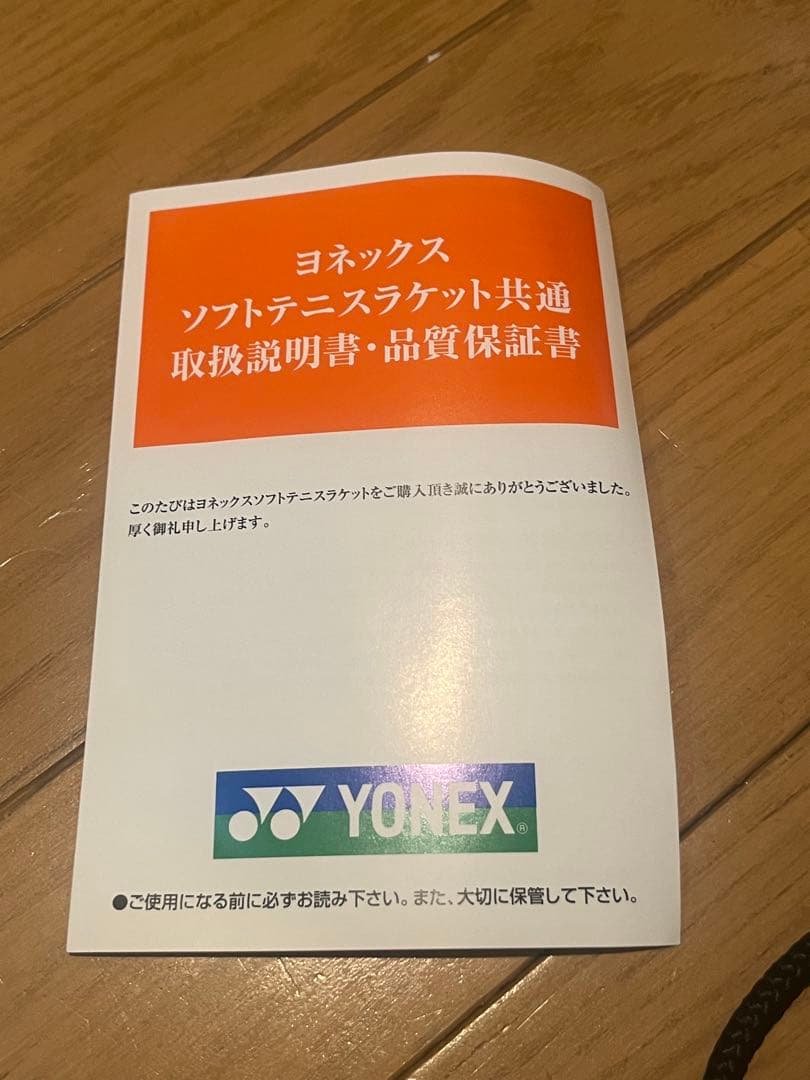 ヨネックス
ソフトテニスラケット共通
取扱説明書・品質保証書
このたびはヨネックスソフトテニスラケットをご購入頂き誠にありがとうございました。
厚く御礼申し上げます。
YONEX®
●ご使用になる前に必ずお読み下さい。また、大切に保管して下さい。